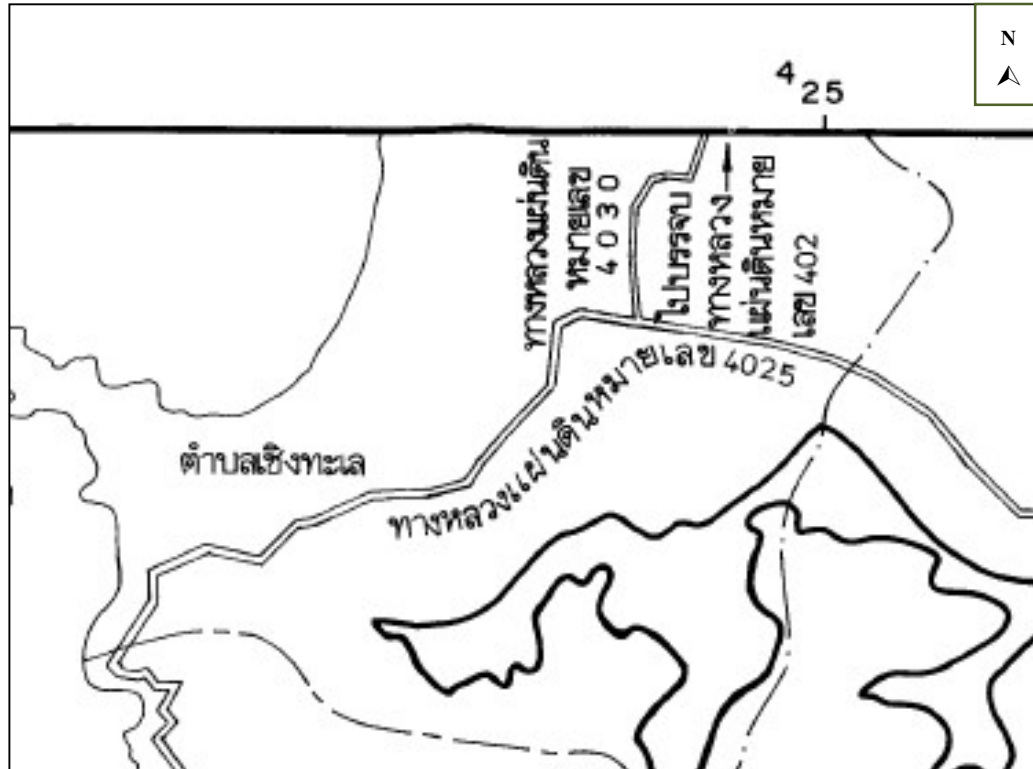 N
4 25
ทางหลวงแผ่นดิน
หมายเลข
4030
ไปบรรจบ
ทางหลวง
แผ่นดินหมาย
เลข 402
ทางหลวงแผ่นดินหมายเลข 4025
ตำบลเชิงทะเล